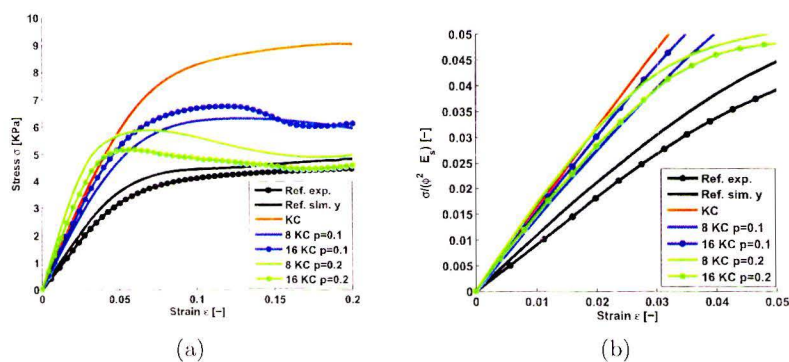 (a)
10
9
8
7
6
5
4
3
2
1
0
0
0.05
0.1
0.15
0.2
Stress σ [KPa]
Strain ε [–]
Ref. exp.
Ref. sim. y
KC
8 KC p=0.1
16 KC p=0.1
8 KC p=0.2
16 KC p=0.2
(b)
0.05
0.045
0.04
0.035
0.03
0.025
0.02
0.015
0.01
0.005
0
0
0.01
0.02
0.03
0.04
0.05
σ/(ϕ² E_s) [-]
Strain ε [–]
Ref. exp.
Ref. sim. y
KC
8 KC p=0.1
16 KC p=0.1
8 KC p=0.2
16 KC p=0.2
(a)
(b)